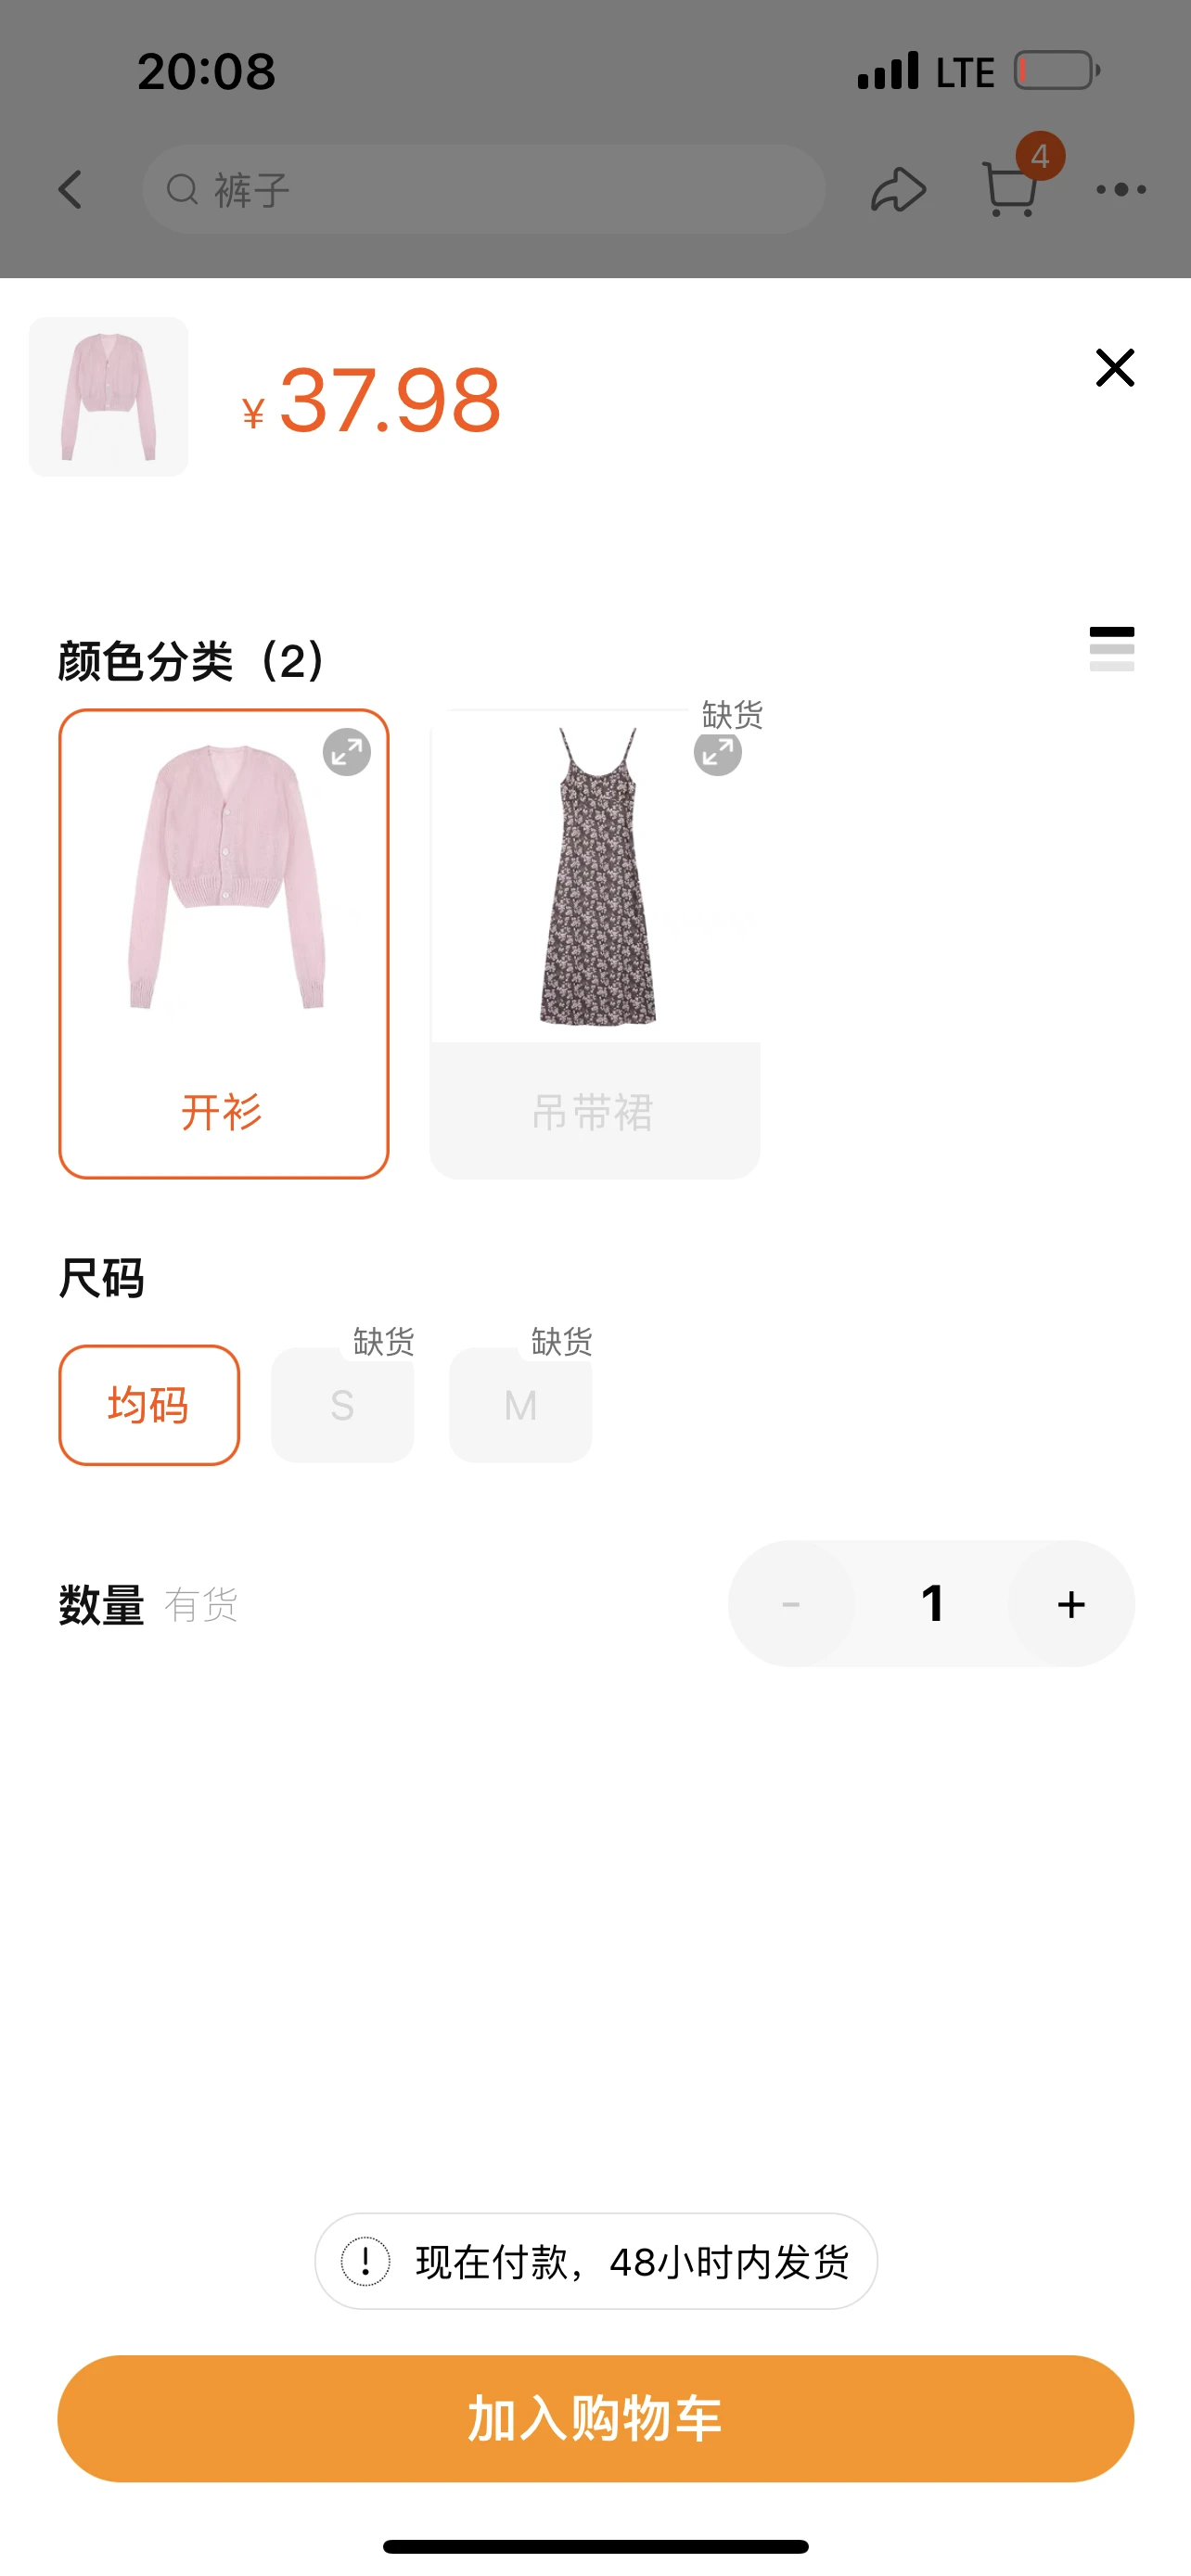 20:08
LTE
裤子
4
¥ 37.98
颜色分类（2）
缺货
开衫
吊带裙
尺码
缺货
缺货
均码
S
M
数量 有货
- 1 +
现在付款，48小时内发货
加入购物车